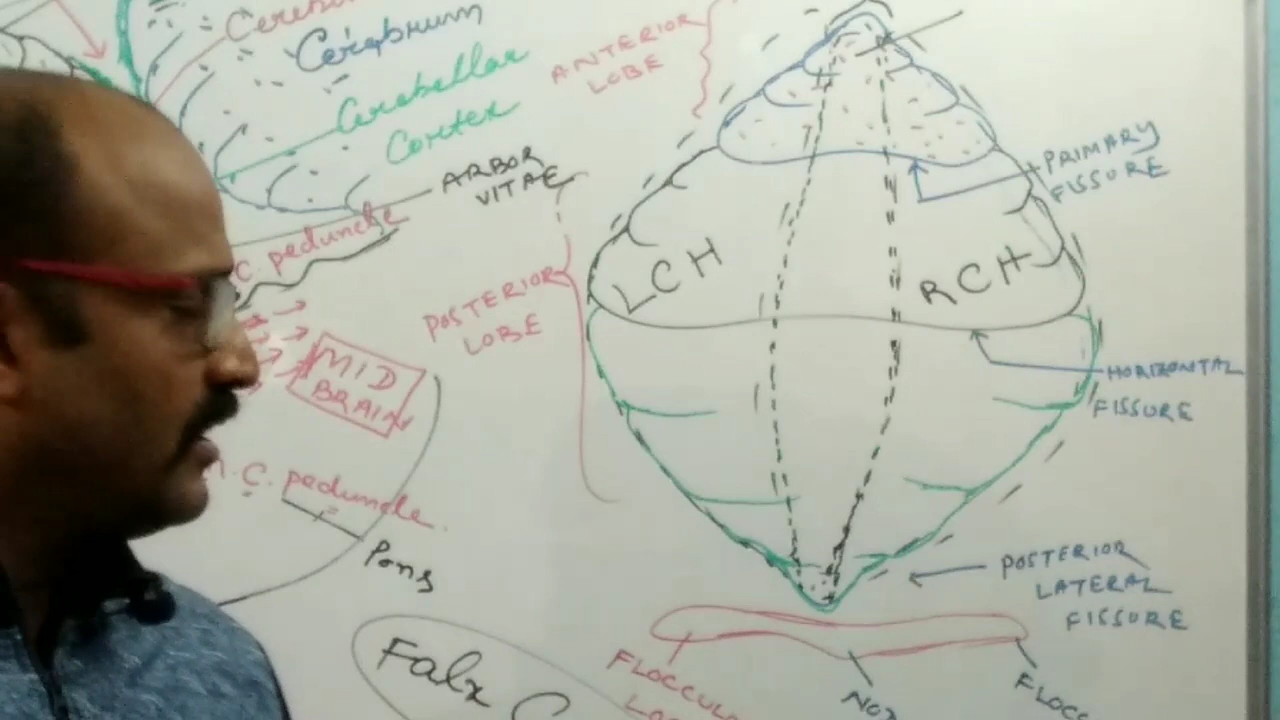 Cerebrum
Cerebellar
Cortex
ARBOR
VITAE
C. peduncle
MID
BRAIN
C. peduncle
Pons
Falx
ANTERIOR
LOBE
PRIMARY
FISSURE
LCH
RCH
POSTERIOR
LOBE
HORIZONTAL
FISSURE
POSTERIOR
LATERAL
FISSURE